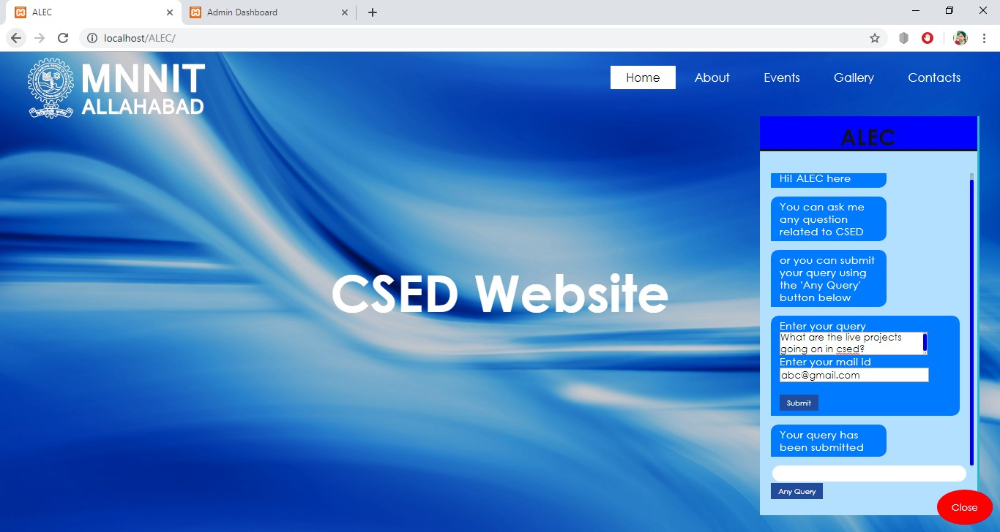 ALEC
Admin Dashboard
localhost/ALEC/
MNNIT
ALLAHABAD
Home
About
Events
Gallery
Contacts
CSED Website
ALEC
Hi! ALEC here
You can ask me
any question
related to CSED
or you can submit
your query using
the 'Any Query'
button below
Enter your query
What are the live projects
going on in csed?
Enter your mail id
abc@gmail.com
Submit
Your query has
been submitted
Any Query
Close